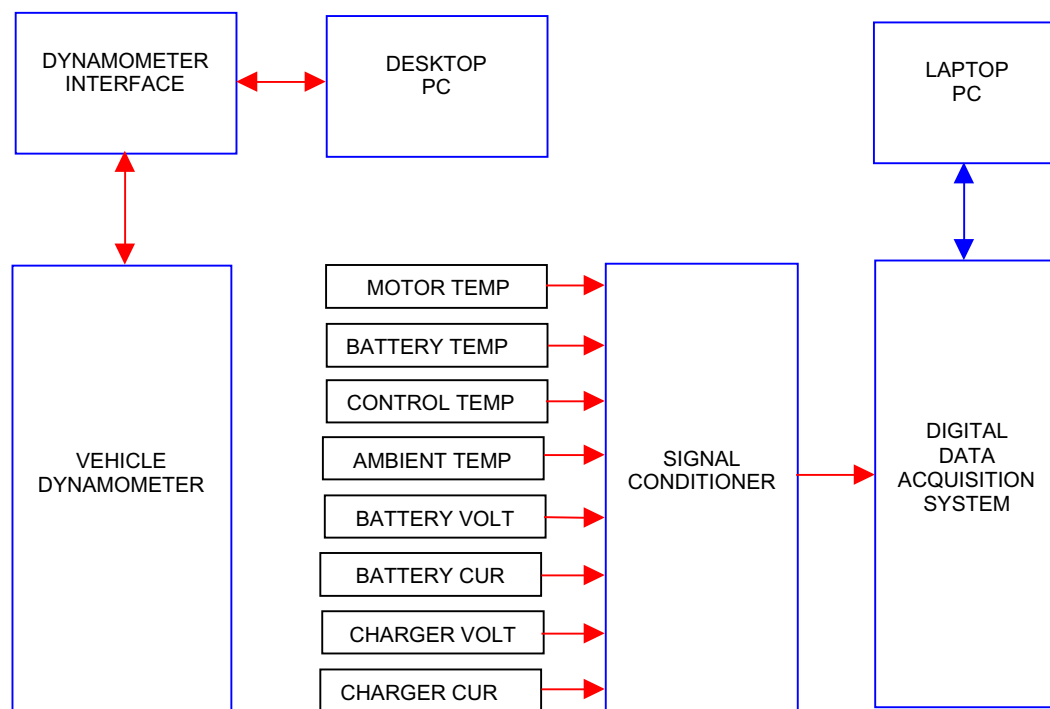 DYNAMOMETER
INTERFACE
DESKTOP
PC
LAPTOP
PC
VEHICLE
DYNAMOMETER
MOTOR TEMP
BATTERY TEMP
CONTROL TEMP
AMBIENT TEMP
BATTERY VOLT
BATTERY CUR
CHARGER VOLT
CHARGER CUR
SIGNAL
CONDITIONER
DIGITAL
DATA
ACQUISITION
SYSTEM